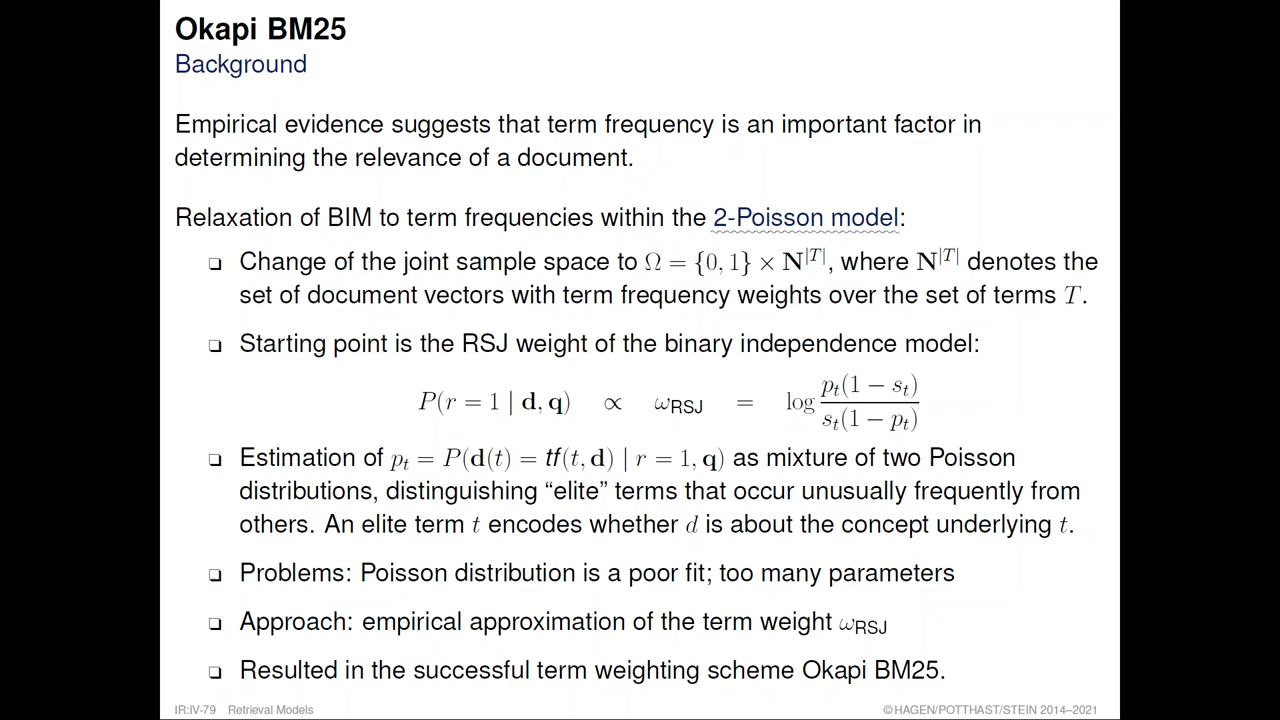 Okapi BM25
Background
Empirical evidence suggests that term frequency is an important factor in
determining the relevance of a document.
Relaxation of BIM to term frequencies within the 2-Poisson model:
❑ Change of the joint sample space to Ω = {0, 1} × N^|T|, where N^|T| denotes the
set of document vectors with term frequency weights over the set of terms T.
❑ Starting point is the RSJ weight of the binary independence model:
P(r = 1 | d, q) ∝ ω_RSJ = log p_t(1 − s_t) / s_t(1 − p_t)
❑ Estimation of p_t = P(d(t) = tf(t, d) | r = 1, q) as mixture of two Poisson
distributions, distinguishing “elite” terms that occur unusually frequently from
others. An elite term t encodes whether d is about the concept underlying t.
❑ Problems: Poisson distribution is a poor fit; too many parameters
❑ Approach: empirical approximation of the term weight ω_RSJ
❑ Resulted in the successful term weighting scheme Okapi BM25.
IR:IV-79 Retrieval Models ©HAGEN/POTTHAST/STEIN 2014–2021